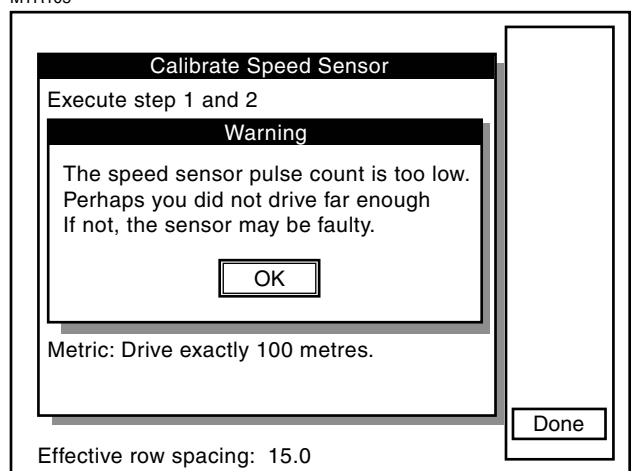 Calibrate Speed Sensor
Execute step 1 and 2
Warning
The speed sensor pulse count is too low.
Perhaps you did not drive far enough
If not, the sensor may be faulty.
OK
Metric: Drive exactly 100 metres.
Done
Effective row spacing: 15.0